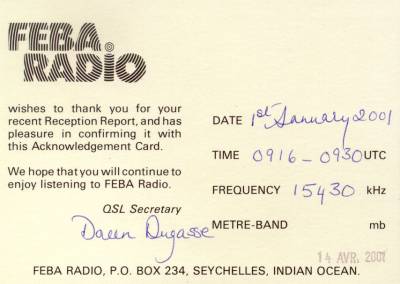 FEBA
RADIO
wishes to thank you for your
recent Reception Report, and has
pleasure in confirming it with
this Acknowledgement Card.
We hope that you will continue to
enjoy listening to FEBA Radio.
QSL Secretary
DATE 1st January 2001
TIME 0916 - 0930 UTC
FREQUENCY 15430 kHz
METRE-BAND mb
14 AVR. 2001
FEBA RADIO, P.O. BOX 234, SEYCHELLES, INDIAN OCEAN.